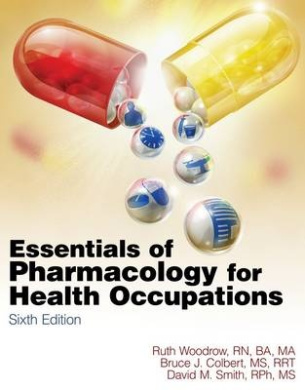 Essentials of
Pharmacology for
Health Occupations
Sixth Edition
Ruth Woodrow, RN, BA, MA
Bruce J. Colbert, MS, RRT
David M. Smith, RPh, MS